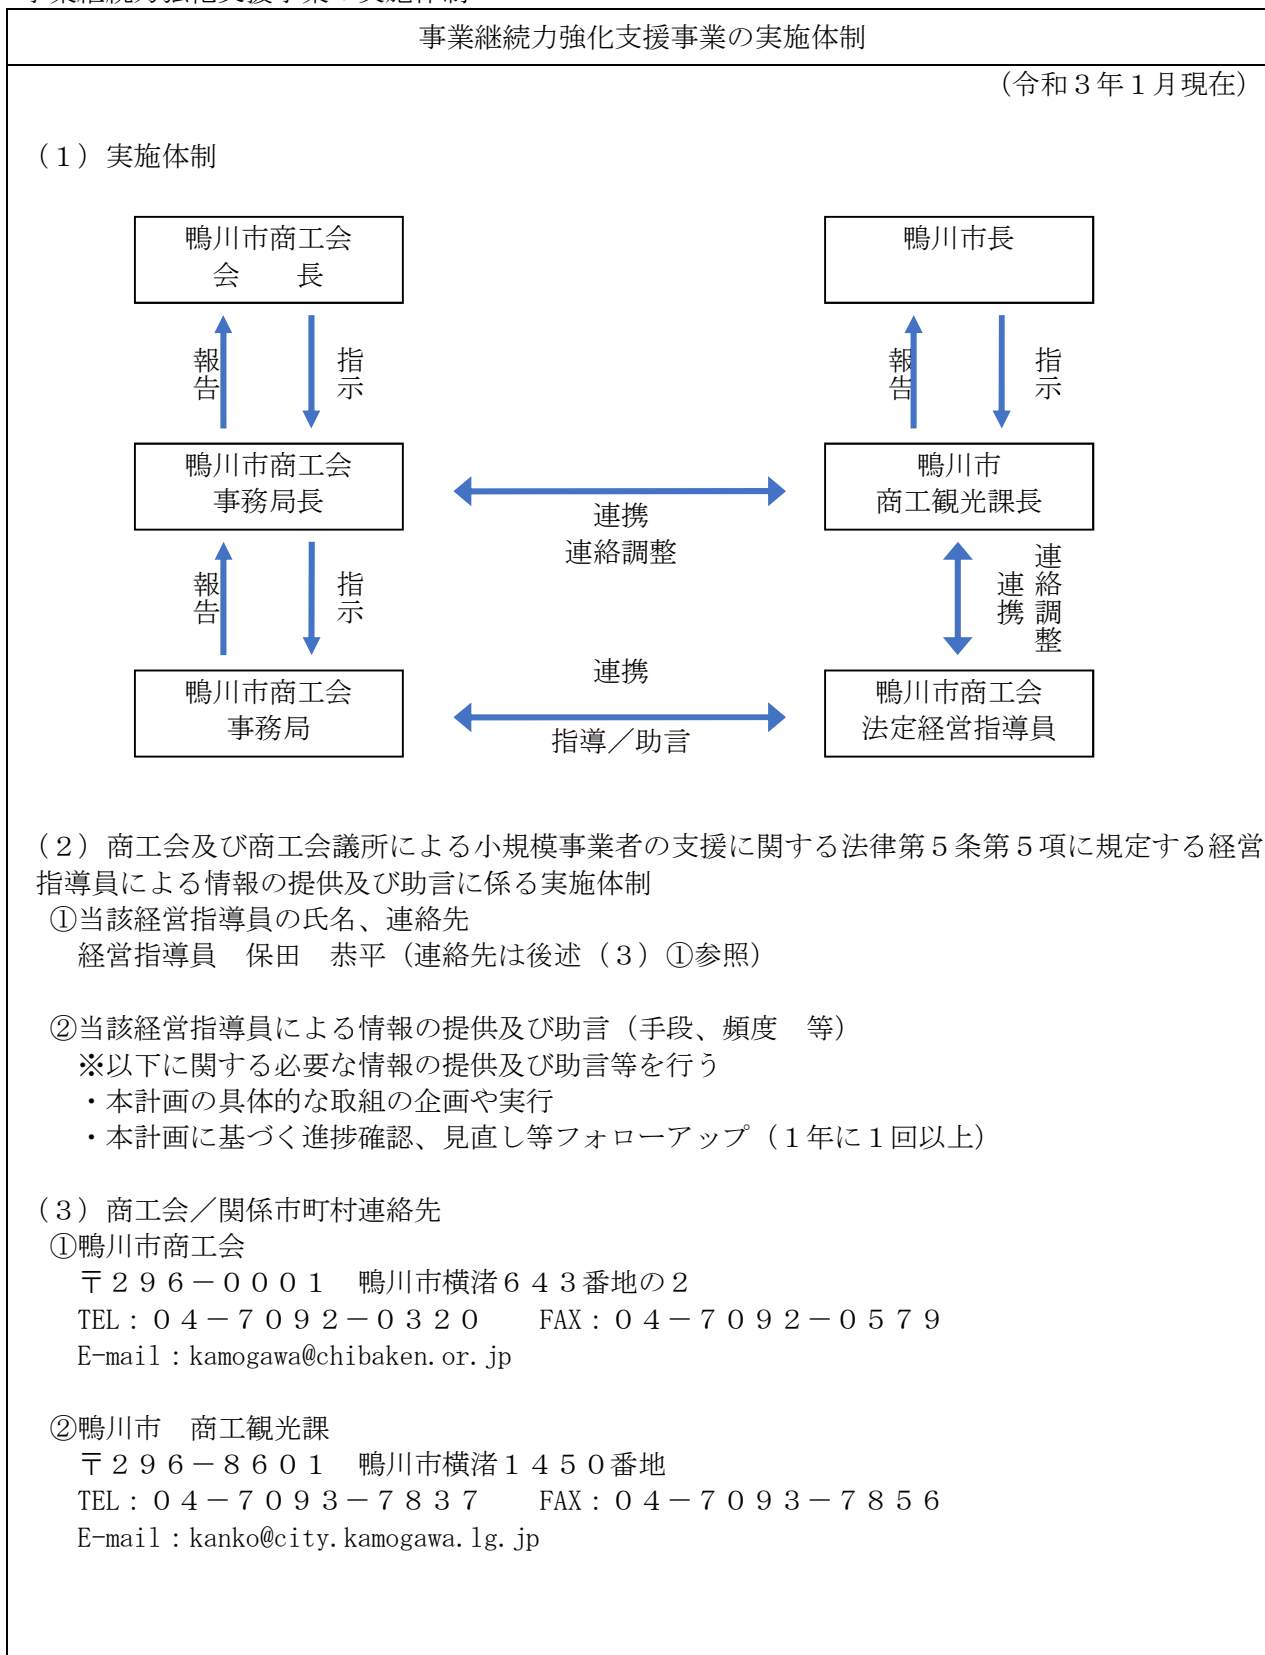 事業継続力強化支援事業の実施体制
事業継続力強化支援事業の実施体制
（令和３年１月現在）
（１）実施体制
鴨川市商工会
会　　長
鴨川市長
報告
指示
報告
指示
鴨川市商工会
事務局長
連携
連絡調整
鴨川市
商工観光課長
報告
指示
連絡調整
連携
鴨川市商工会
事務局
連携
指導／助言
鴨川市商工会
法定経営指導員
（２）商工会及び商工会議所による小規模事業者の支援に関する法律第５条第５項に規定する経営
指導員による情報の提供及び助言に係る実施体制
①当該経営指導員の氏名、連絡先
経営指導員　保田　恭平（連絡先は後述（３）①参照）
②当該経営指導員による情報の提供及び助言（手段、頻度　等）
※以下に関する必要な情報の提供及び助言等を行う
・本計画の具体的な取組の企画や実行
・本計画に基づく進捗確認、見直し等フォローアップ（１年に１回以上）
（３）商工会／関係市町村連絡先
①鴨川市商工会
〒２９６－０００１　鴨川市横渚６４３番地の２
TEL：０４－７０９２－０３２０　　FAX：０４－７０９２－０５７９
E-mail：kamogawa@chibaken.or.jp
②鴨川市　商工観光課
〒２９６－８６０１　鴨川市横渚１４５０番地
TEL：０４－７０９３－７８３７　　FAX：０４－７０９３－７８５６
E-mail：kanko@city.kamogawa.lg.jp